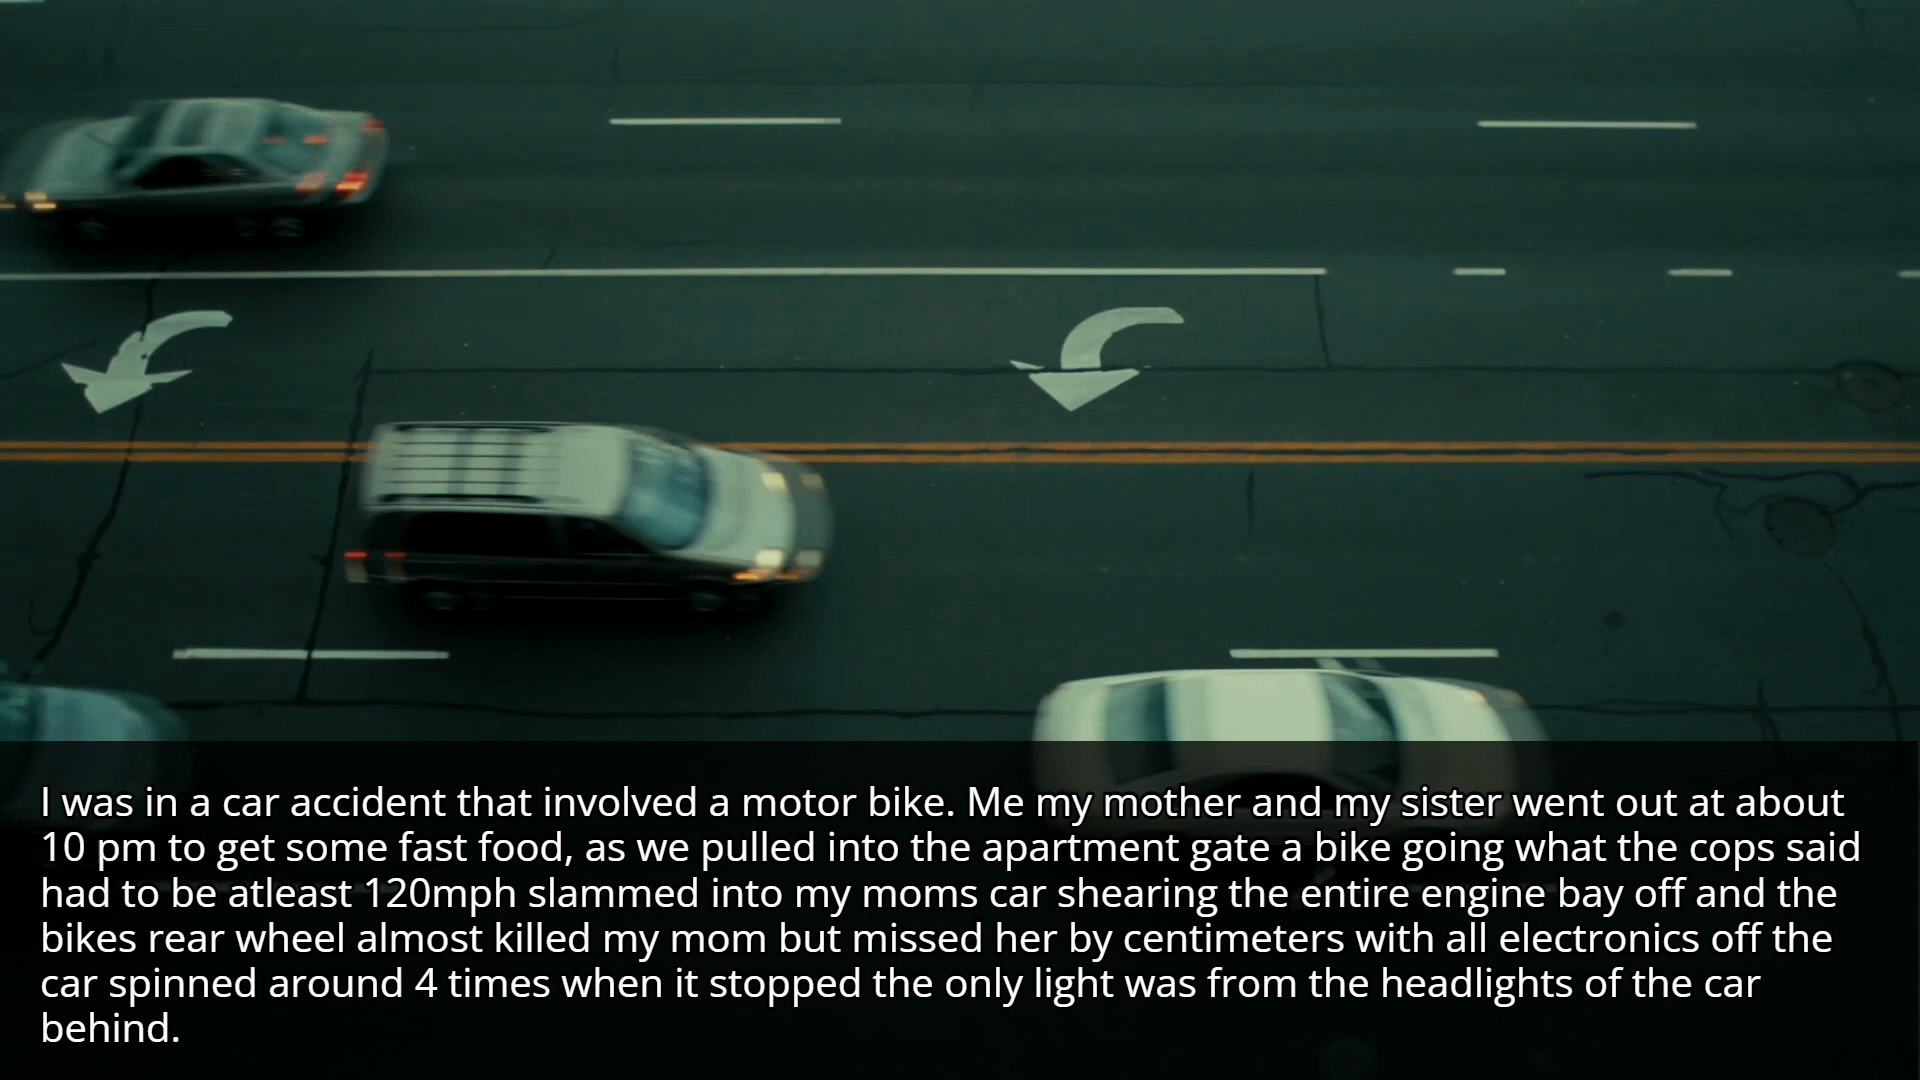 I was in a car accident that involved a motor bike. Me my mother and my sister went out at about
10 pm to get some fast food, as we pulled into the apartment gate a bike going what the cops said
had to be atleast 120mph slammed into my moms car shearing the entire engine bay off and the
bikes rear wheel almost killed my mom but missed her by centimeters with all electronics off the
car spinned around 4 times when it stopped the only light was from the headlights of the car
behind.